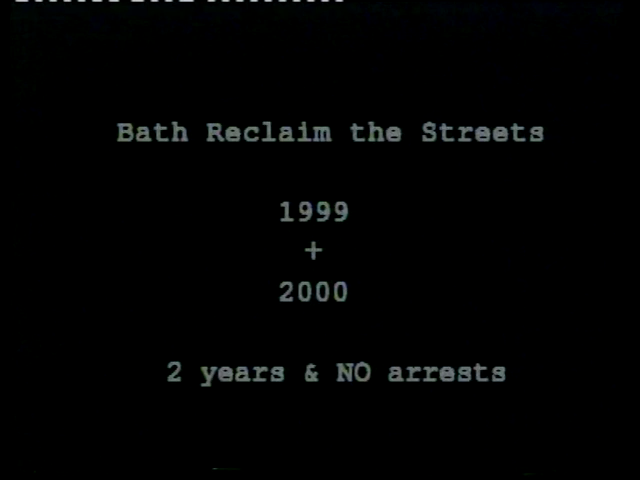 Bath Reclaim the Streets
1999
+
2000
2 years & NO arrests